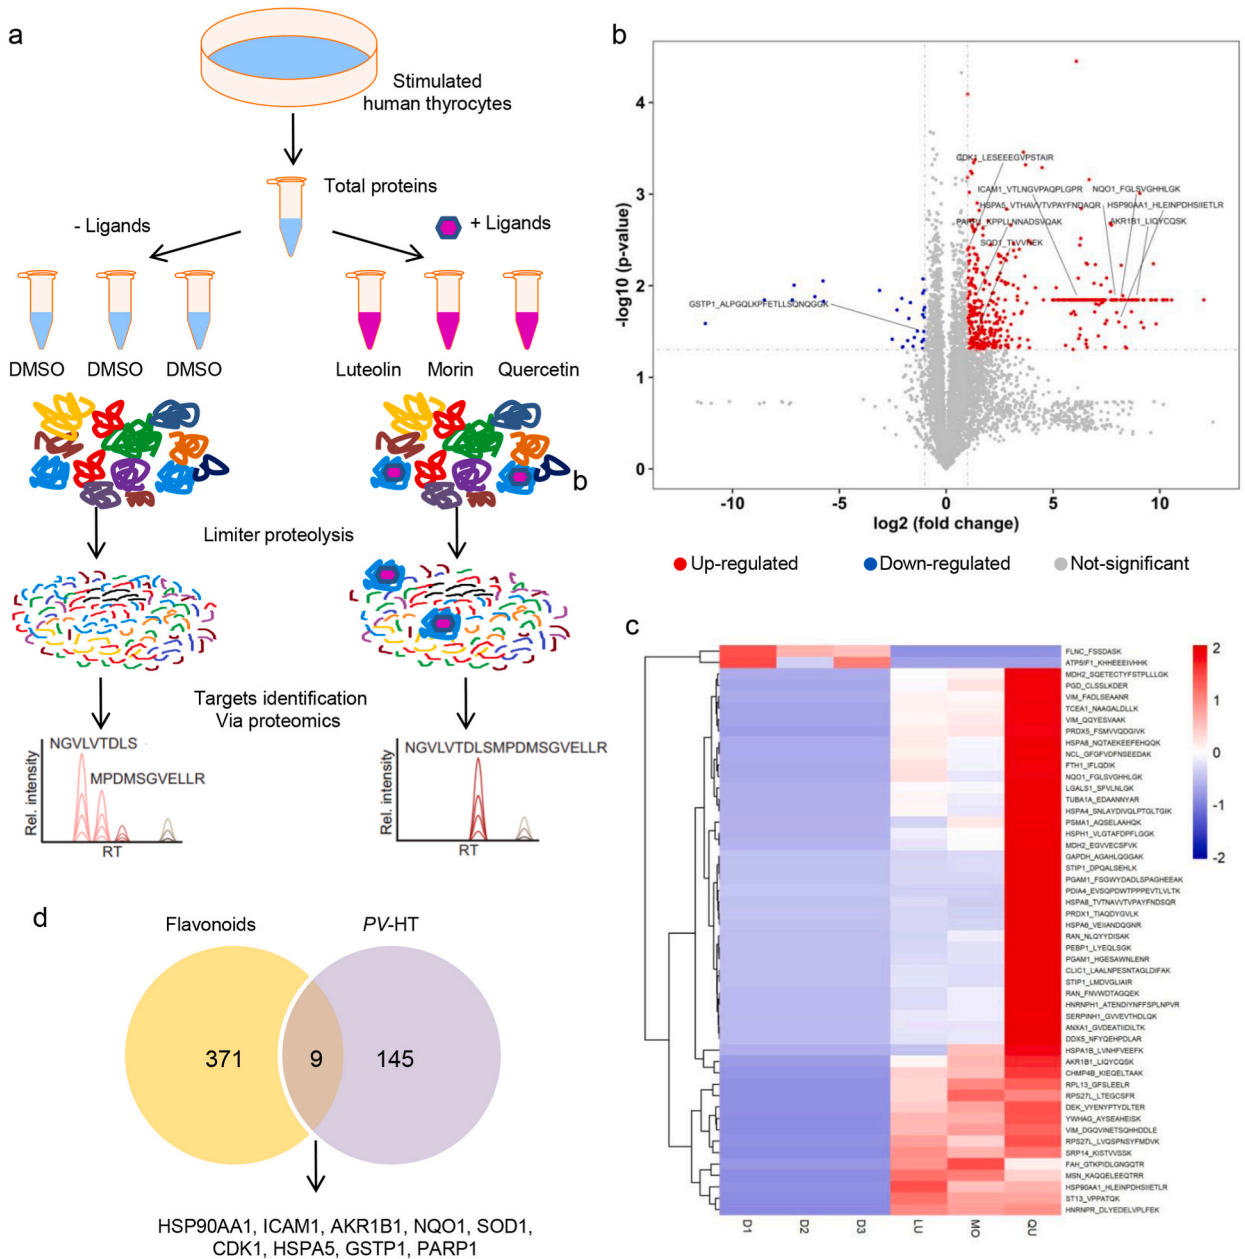 a
Stimulated
human thyrocytes
Total proteins
- Ligands
+ Ligands
DMSO
DMSO
DMSO
Luteolin
Morin
Quercetin
b
Limiter proteolysis
Targets identification
Via proteomics
NGVLVTDLS
MPDMSGVELLR
Rel. intensity
RT
NGVLVTDLSMPDMSGVELLR
Rel. intensity
RT
b
-log10 (p-value)
4
3
2
1
0
CDK1_LESEEEGVPSTAIR
ICAM1_VTLNGVPAQPLGPR
NQO1_FGLSVGHHLGK
HSPA5_VTHAVVTVPAYFNDAQR
HSP90AA1_HLEINPDHSIIETLR
PARP1_KPPLLNNADSVQAK
AKR1B1_LIQYCQSK
GSTP1_ALPGQLKPFETLLSQNQGGK
-10
-5
0
5
10
log2 (fold change)
Up-regulated
Down-regulated
Not-significant
c
FLNC_FSSDASK
ATP5IF1_KHHEEEIVHHK
MDH2_SQETECTYFSTPLLLGK
PGD_CLSSLKDER
VIM_FADLSEAANR
TCEA1_NAAGALDLLK
VIM_QQYESVAAK
PRDX5_FSMVVQDGIVK
HSPA8_NQTAEKEEFEHQQK
NCL_GFGFVDFNSEEDAK
FTH1_IFLQDIK
NQO1_FGLSVGHHLGK
LGALS1_SFVLNLGK
TUBA1A_EDAANNYAR
HSPA4_SNLAYDIVQLPTGLTGIK
PSMA1_AQSELAAHQK
HSPH1_VLGTAFDPFLGGK
MDH2_EGVVECSFVK
GAPDH_AGAHLQGGAK
STIP1_DPQALSEHLK
PGAM1_FSGWYDADLSPAGHEEAK
PDIA4_EVSQPDWTPPPEVTLVLTK
HSPA8_TVTNAVVTVPAYFNDSQR
PRDX1_TIAQDYGVLK
HSPA6_VEIIANDQGNR
RAN_NLQYYDISAK
PEBP1_LYEQLSGK
PGAM1_HGESAWNLENR
CLIC1_LAALNPESNTAGLDIFAK
STIP1_LMDVGLIAIR
RAN_FNVWDTAGQEK
HNRNPH1_ATENDIYNFFSPLNPVR
SERPINH1_GVVEVTHDLQK
ANXA1_GVDEATIIDILTK
DDX5_NFYQEHPDLAR
HSPA1B_LVNHFVEEFK
AKR1B1_LIQYCQSK
CHMP4B_KIEQELTAAK
RPL13_GFSLEELR
RPS27L_LTEGCSFR
DEK_VYENYPTYDLTER
YWHAG_AYSEAHEISK
VIM_DGQVINETSQHHDDLE
RPS27L_LVQSPNSYFMDVK
SRP14_KISTVVSSK
FAH_GTKPIDLGNGQTR
MSN_KAQQELEEQTRR
HSP90AA1_HLEINPDHSIIETLR
ST13_VPPATQK
HNRNPR_DLYEDELVPLFEK
D1
D2
D3
LU
MO
QU
2
1
0
-1
-2
d
Flavonoids
PV-HT
371
9
145
HSP90AA1, ICAM1, AKR1B1, NQO1, SOD1,
CDK1, HSPA5, GSTP1, PARP1